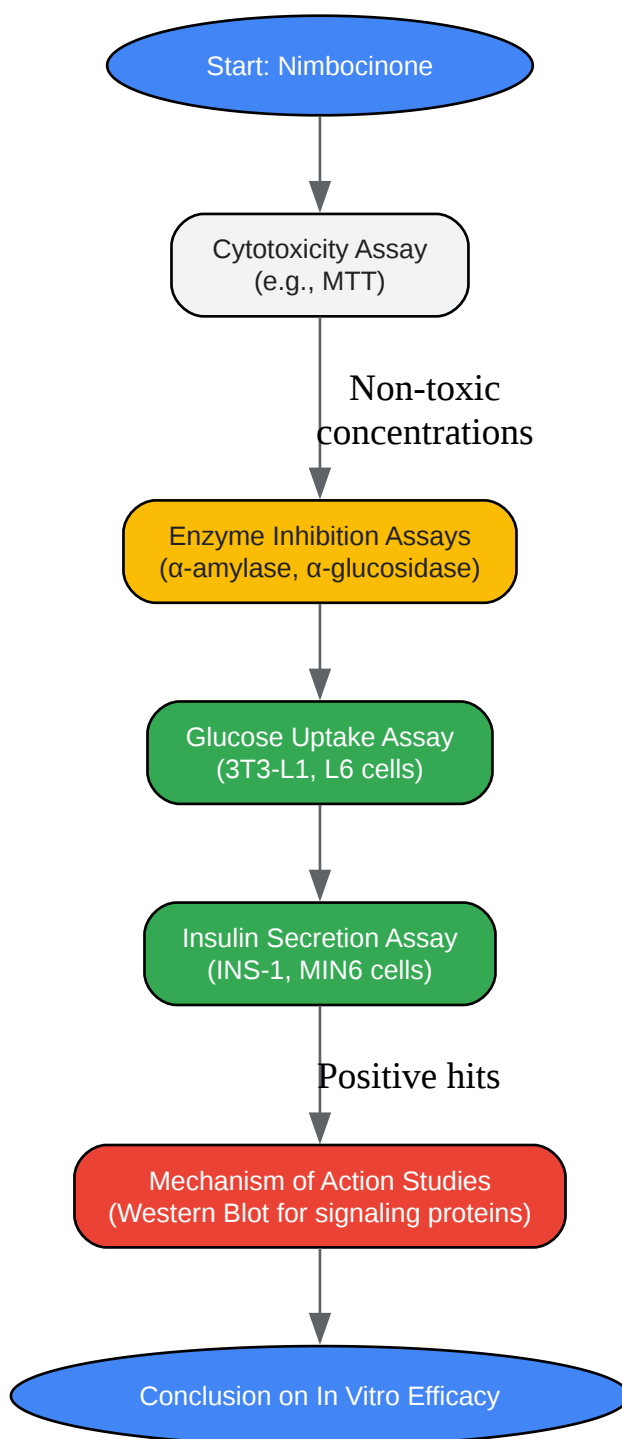 Start: Nimbocinone
Cytotoxicity Assay
(e.g., MTT)
Non-toxic
concentrations
Enzyme Inhibition Assays
(α-amylase, α-glucosidase)
Glucose Uptake Assay
(3T3-L1, L6 cells)
Insulin Secretion Assay
(INS-1, MIN6 cells)
Positive hits
Mechanism of Action Studies
(Western Blot for signaling proteins)
Conclusion on In Vitro Efficacy